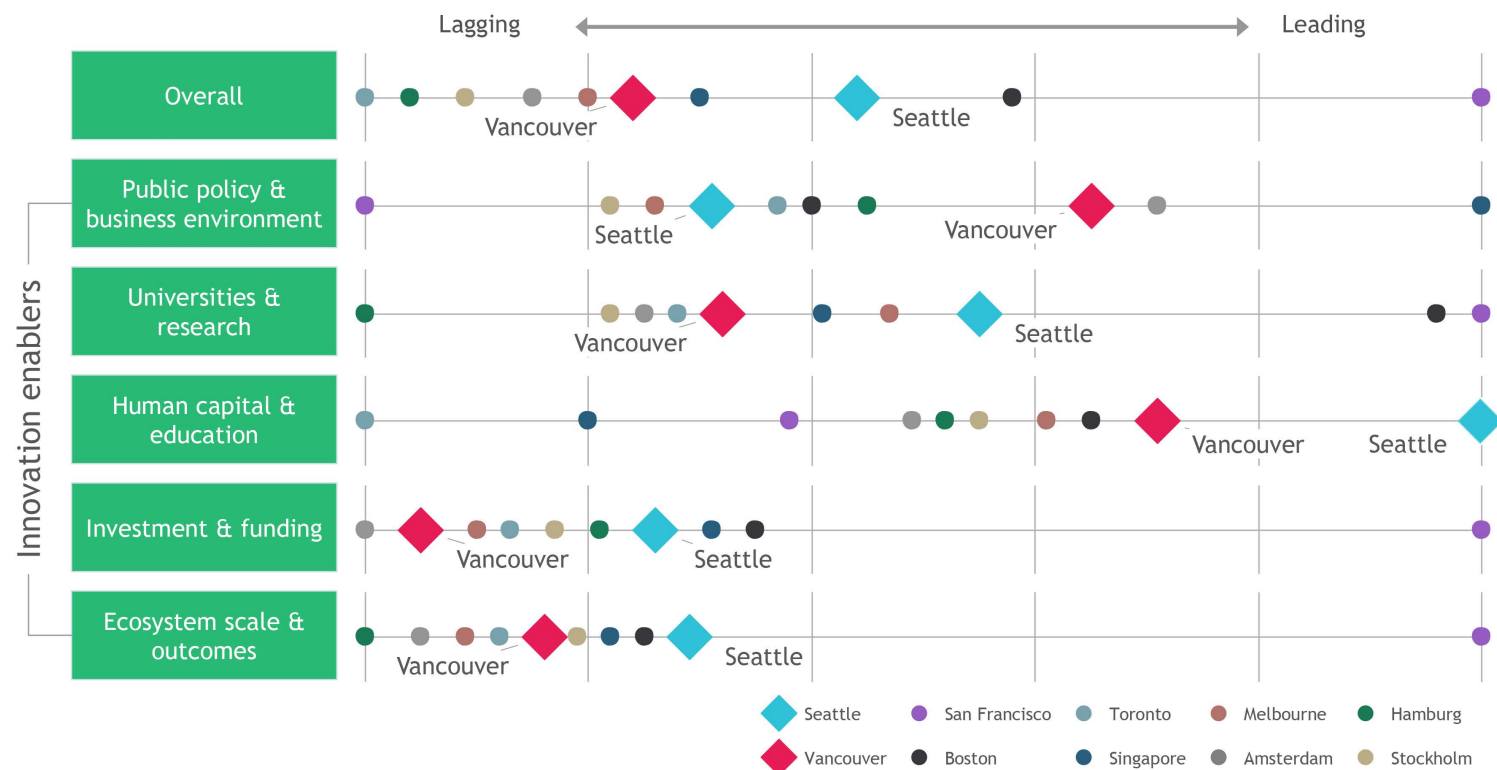 Lagging
Leading
Overall
Vancouver
Seattle
Public policy &
business environment
Seattle
Vancouver
Universities &
research
Vancouver
Seattle
Human capital &
education
Vancouver
Seattle
Investment & funding
Vancouver
Seattle
Ecosystem scale &
outcomes
Vancouver
Seattle
Innovation enablers
Seattle
San Francisco
Toronto
Melbourne
Hamburg
Vancouver
Boston
Singapore
Amsterdam
Stockholm